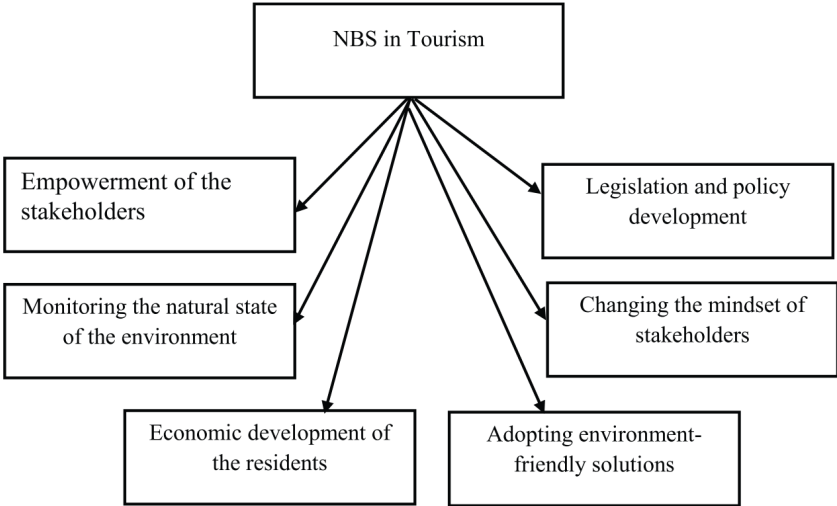 NBS in Tourism
Empowerment of the
stakeholders
Legislation and policy
development
Monitoring the natural state
of the environment
Changing the mindset of
stakeholders
Economic development of
the residents
Adopting environment-
friendly solutions